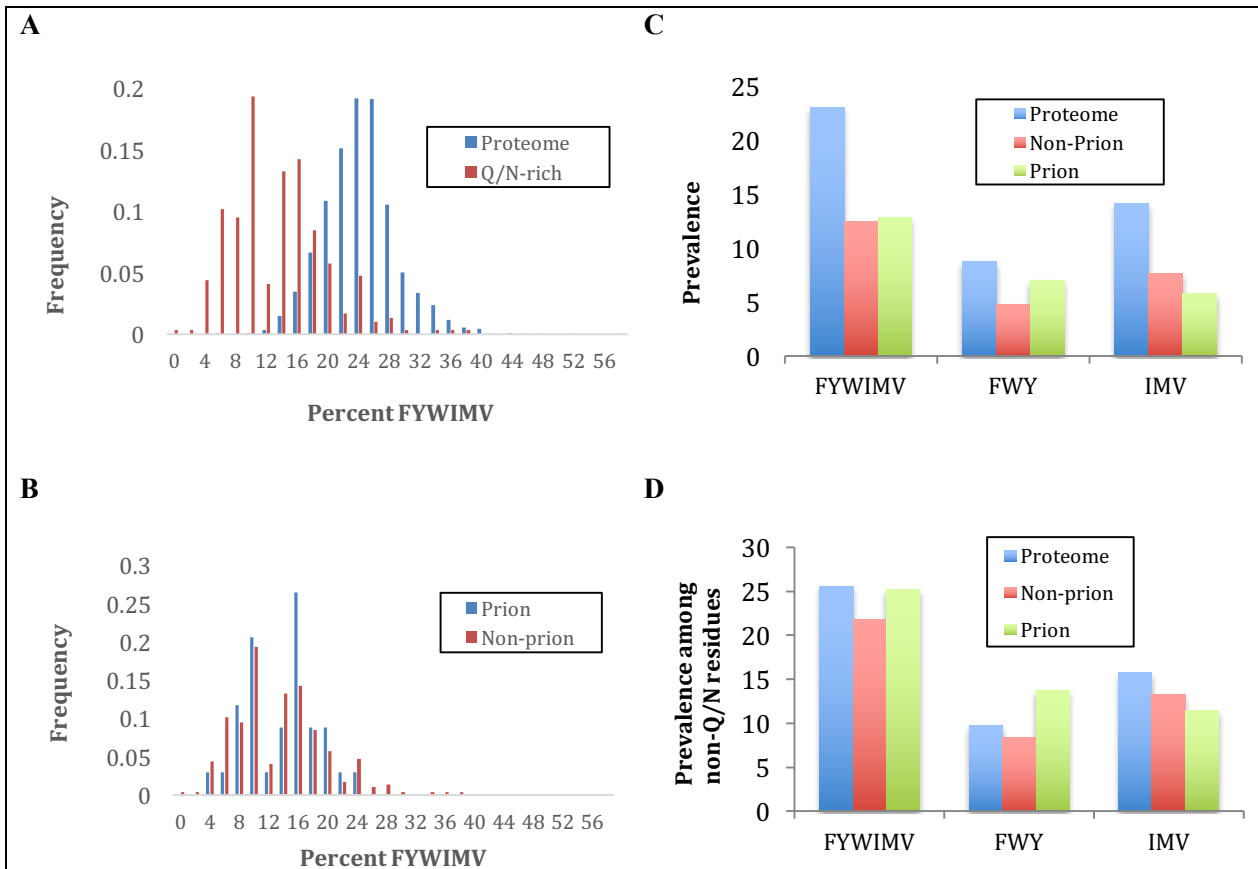 A
Frequency
0.2
0.15
0.1
0.05
0
Proteome
Q/N-rich
0 4 8 12 16 20 24 28 32 36 40 44 52 56
Percent FYWIMV
B
Frequency
0.3
0.25
0.2
0.15
0.1
0.05
0
Prion
Non-prion
0 4 8 12 16 20 24 28 32 36 40 44 52 56
Percent FYWIMV
C
Prevalence
25
20
15
10
5
0
Proteome
Non-Prion
Prion
FYWIMV FWY IMV
D
Prevalence among
non-Q/N residues
30
25
20
15
10
5
0
Proteome
Non-prion
Prion
FYWIMV FWY IMV